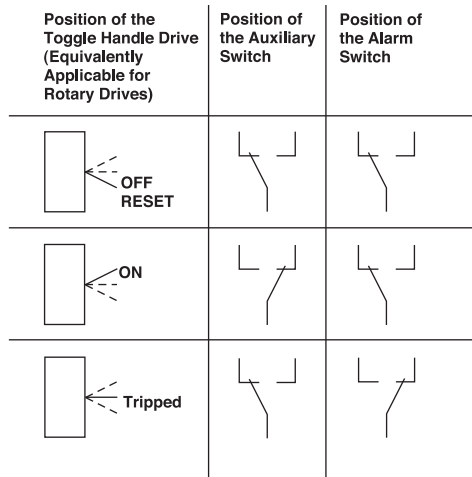 Position of the
Toggle Handle Drive
(Equivalently
Applicable for
Rotary Drives)
Position of
the Auxiliary
Switch
Position of
the Alarm
Switch
OFF
RESET
ON
Tripped